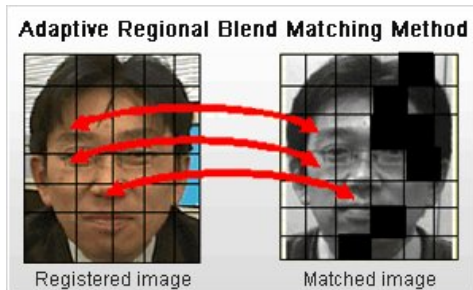 Adaptive Regional Blend Matching Method
Registered image
Matched image